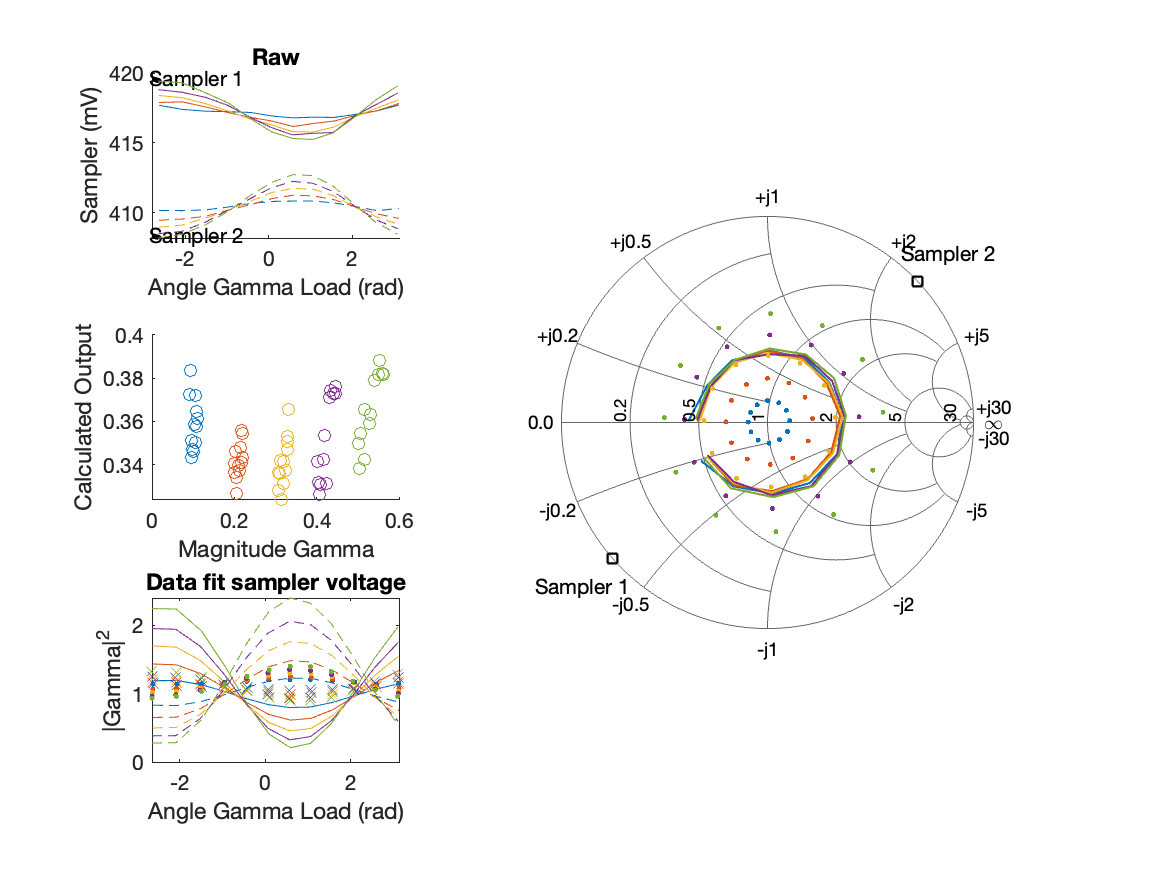 Raw
Sampler 1
420
415
410
Sampler (mV)
Sampler 2
-2
0
2
Angle Gamma Load (rad)
0.4
0.38
0.36
0.34
Calculated Output
0
0.2
0.4
0.6
Magnitude Gamma
Data fit sampler voltage
2
1
0
|Gamma|²
-2
0
2
Angle Gamma Load (rad)
+j1
+j0.5
+j2
Sampler 2
+j0.2
+j5
0.0
0.2
0.5
1
2
5
30
+j30
∞
-j30
-j0.2
-j5
Sampler 1
-j0.5
-j2
-j1